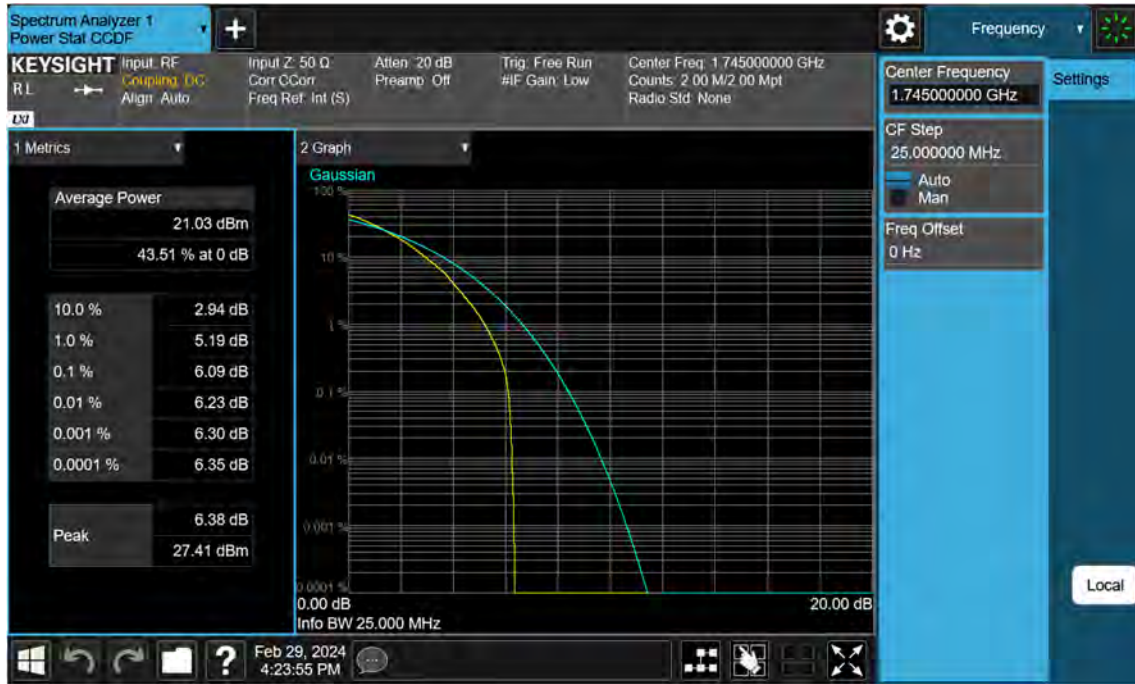 Spectrum Analyzer 1
Power Stat CCDF
+
Frequency
KEYSIGHT
RL
LXI
Input: RF
Coupling: DC
Align: Auto
Input Z: 50 Ω
Corr CCorr
Freq Ref: Int (S)
Atten: 20 dB
Preamp: Off
Trig: Free Run
#IF Gain: Low
Center Freq: 1.745000000 GHz
Counts: 2.00 M/2.00 Mpt
Radio Std: None
Center Frequency
1.745000000 GHz
Settings
CF Step
25.000000 MHz
Auto
Man
Freq Offset
0 Hz
1 Metrics
Average Power
21.03 dBm
43.51 % at 0 dB
10.0 % 2.94 dB
1.0 % 5.19 dB
0.1 % 6.09 dB
0.01 % 6.23 dB
0.001 % 6.30 dB
0.0001 % 6.35 dB
Peak
6.38 dB
27.41 dBm
2 Graph
Gaussian
100 %
10 %
1 %
0.1 %
0.01 %
0.001 %
0.0001 %
0.00 dB 20.00 dB
Info BW 25.000 MHz
Local
?
Feb 29, 2024
4:23:55 PM